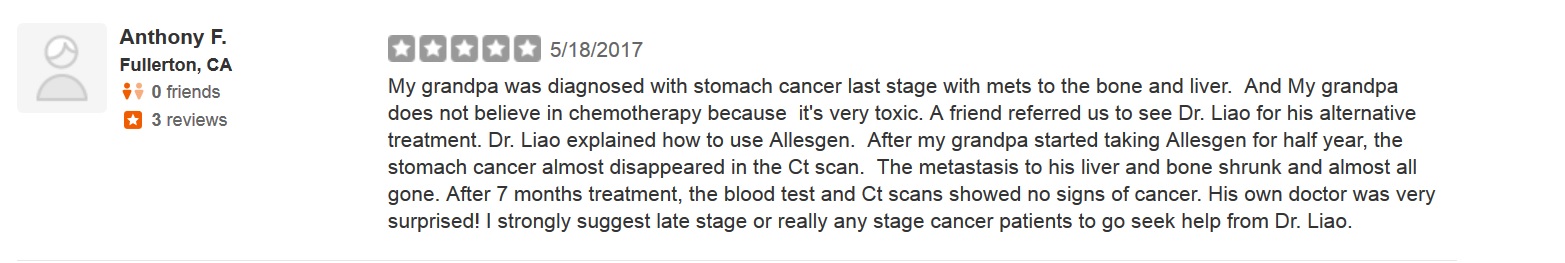 Anthony F.
Fullerton, CA
0 friends
3 reviews
5/18/2017
My grandpa was diagnosed with stomach cancer last stage with mets to the bone and liver.  And My grandpa
does not believe in chemotherapy because  it's very toxic. A friend referred us to see Dr. Liao for his alternative
treatment. Dr. Liao explained how to use Allesgen.  After my grandpa started taking Allesgen for half year, the
stomach cancer almost disappeared in the Ct scan.  The metastasis to his liver and bone shrunk and almost all
gone. After 7 months treatment, the blood test and Ct scans showed no signs of cancer. His own doctor was very
surprised! I strongly suggest late stage or really any stage cancer patients to go seek help from Dr. Liao.